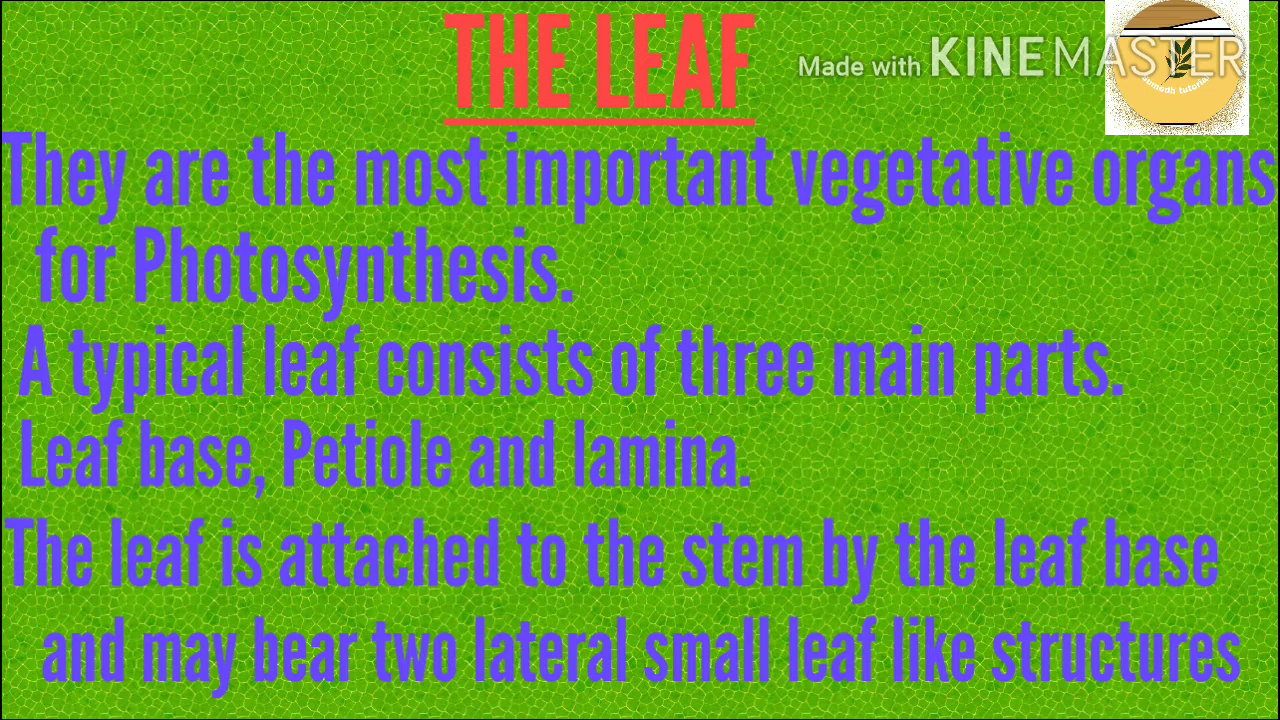 THE LEAF
Made with KINEMASTER
They are the most important vegetative organs
for Photosynthesis.
A typical leaf consists of three main parts.
Leaf base, Petiole and lamina.
The leaf is attached to the stem by the leaf base
and may bear two lateral small leaf like structures